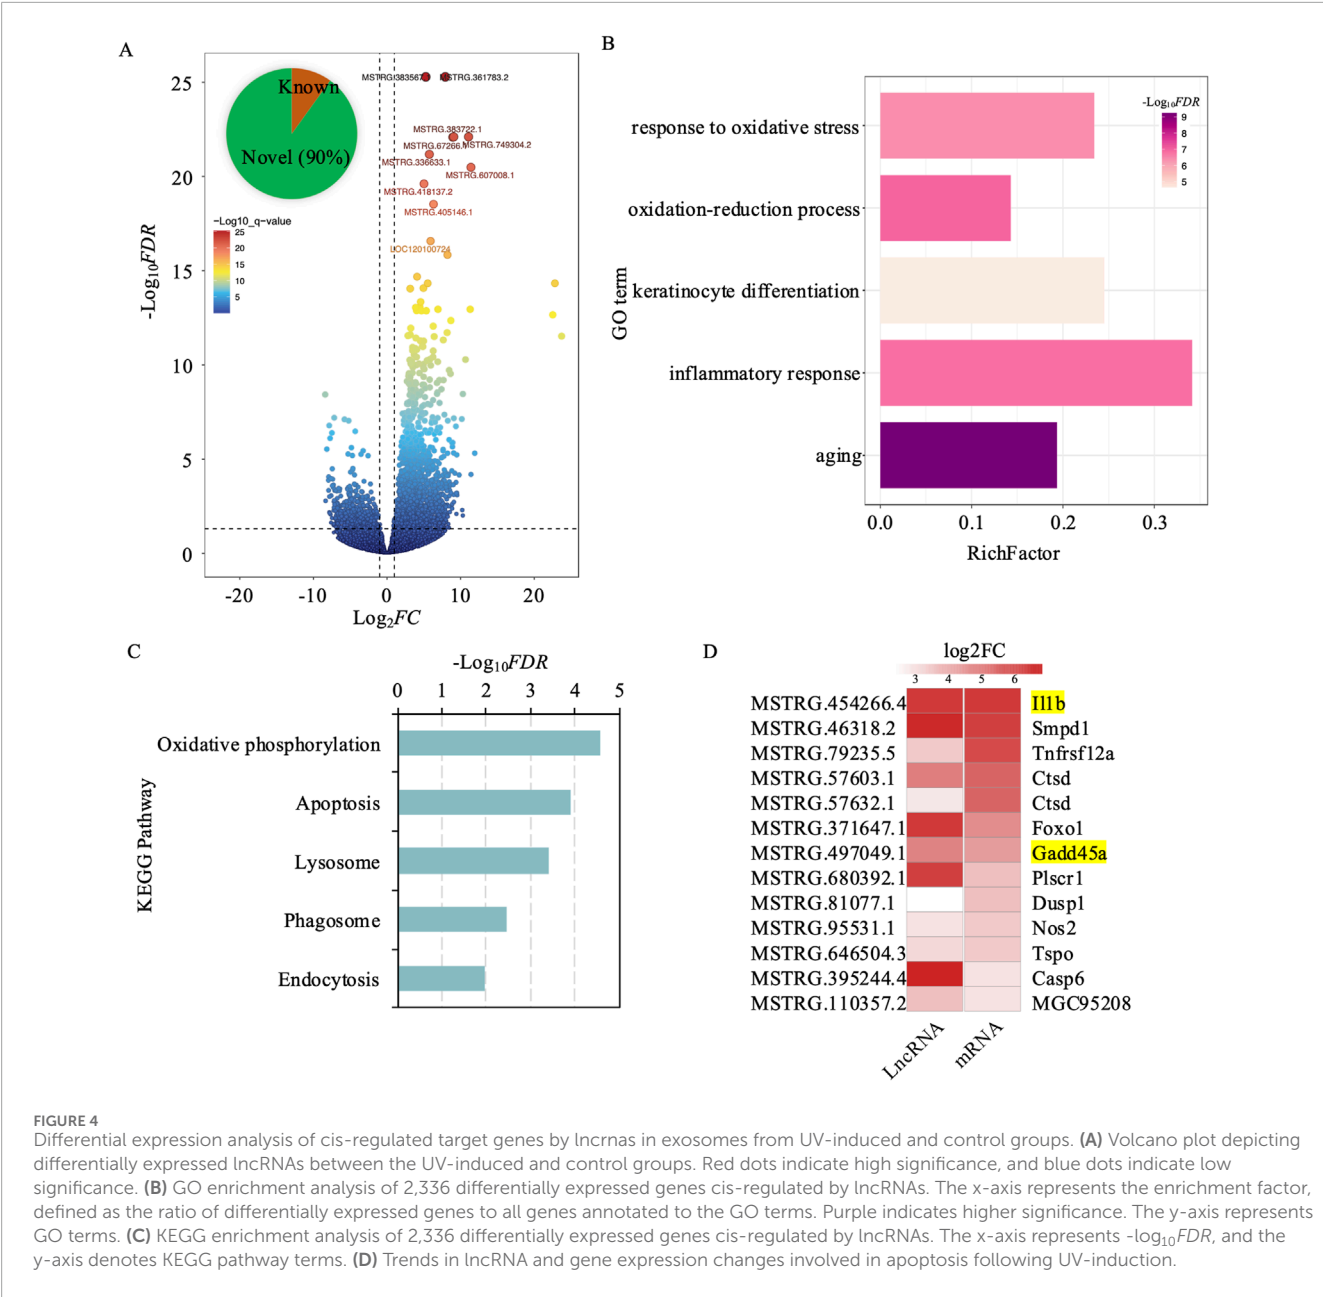 A
-Log10FDR
25
20
15
10
5
0
-20
-10
0
10
20
Log2FC
Known
Novel (90%)
-Log10_q-value
25
20
15
10
5
MSTRG.361783.2
MSTRG.383722.1
MSTRG.749304.2
MSTRG.336633.1
MSTRG.607008.1
MSTRG.418137.2
MSTRG.405146.1
LOC120100724
B
GO term
response to oxidative stress
oxidation-reduction process
keratinocyte differentiation
inflammatory response
aging
0.0
0.1
0.2
0.3
RichFactor
-Log10FDR
9
8
7
6
5
C
-Log10FDR
0 1 2 3 4 5
KEGG Pathway
Oxidative phosphorylation
Apoptosis
Lysosome
Phagosome
Endocytosis
D
log2FC
3 4 5 6
MSTRG.454266.4 Il1b
MSTRG.46318.2 Smpd1
MSTRG.79235.5 Tnfrsf12a
MSTRG.57603.1 Ctsd
MSTRG.57632.1 Ctsd
MSTRG.371647.1 Foxo1
MSTRG.497049.1 Gadd45a
MSTRG.680392.1 Plscr1
MSTRG.81077.1 Dusp1
MSTRG.95531.1 Nos2
MSTRG.646504.3 Tspo
MSTRG.395244.4 Casp6
MSTRG.110357.2 MGC95208
LncRNA
mRNA
FIGURE 4
Differential expression analysis of cis-regulated target genes by lncrnas in exosomes from UV-induced and control groups. (A) Volcano plot depicting
differentially expressed lncRNAs between the UV-induced and control groups. Red dots indicate high significance, and blue dots indicate low
significance. (B) GO enrichment analysis of 2,336 differentially expressed genes cis-regulated by lncRNAs. The x-axis represents the enrichment factor,
defined as the ratio of differentially expressed genes to all genes annotated to the GO terms. Purple indicates higher significance. The y-axis represents
GO terms. (C) KEGG enrichment analysis of 2,336 differentially expressed genes cis-regulated by lncRNAs. The x-axis represents -log10FDR, and the
y-axis denotes KEGG pathway terms. (D) Trends in lncRNA and gene expression changes involved in apoptosis following UV-induction.